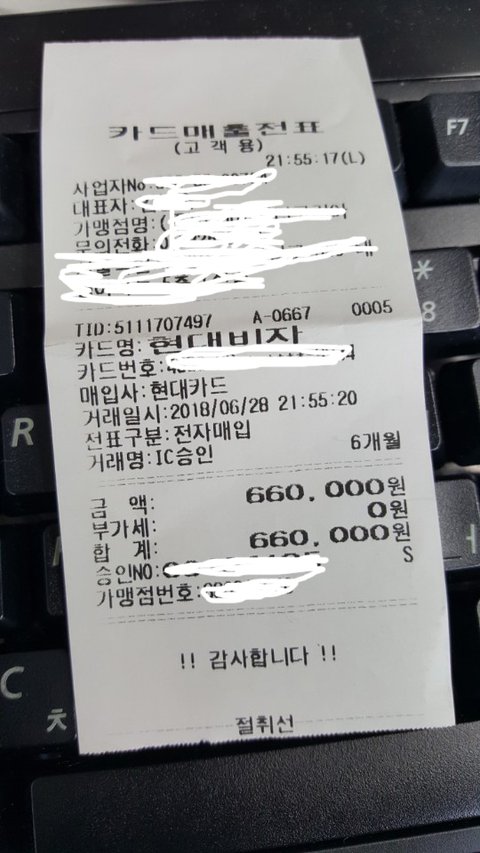 카드매출전표
(고 객 용)
21:55:17(L)
사업자No:
대표자:
가맹점명:(
문의전화:
TID:5111707497 A-0667 0005
카드명: 현대비자
카드번호:
매입사:현대카드
거래일시:2018/06/28 21:55:20
전표구분:전자매입
거래명:IC승인 6개월
금 액: 660,000원
부가세: 0원
합 계: 660,000원
승인NO: S
가맹점번호:
!! 감사합니다 !!
절취선
F7
*
8
R
C
ㅊ
ㅓ